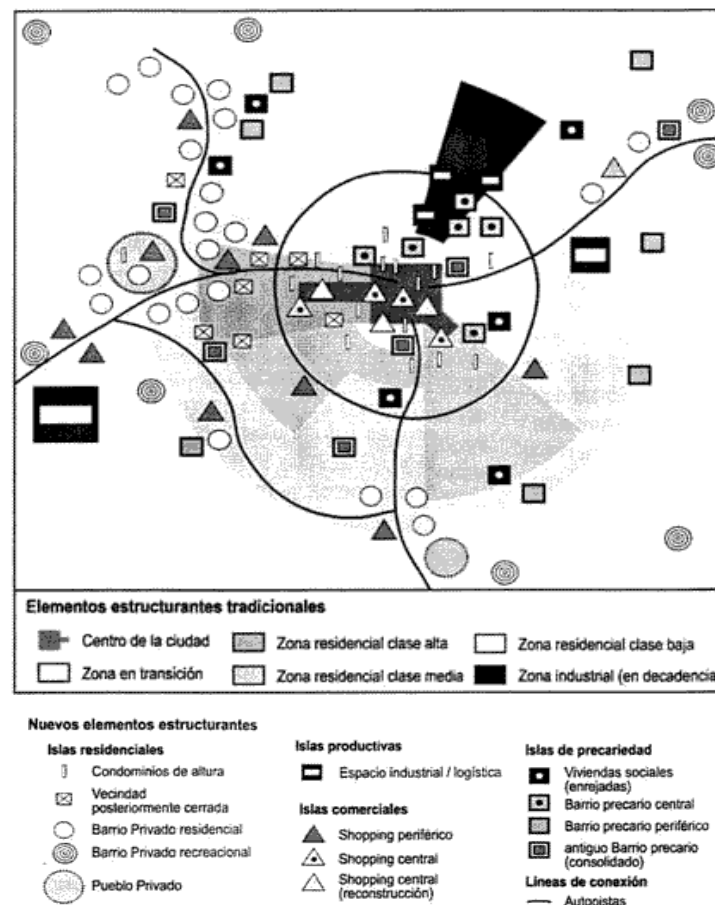 Elementos estructurantes tradicionales
Centro de la ciudad
Zona residencial clase alta
Zona residencial clase baja
Zona en transición
Zona residencial clase media
Zona industrial (en decadencia
Nuevos elementos estructurantes
Islas residenciales
Condominios de altura
Vecindad
posteriormente cerrada
Barrio Privado residencial
Barrio Privado recreacional
Pueblo Privado
Islas productivas
Espacio industrial / logística
Islas comerciales
Shopping periférico
Shopping central
Shopping central
(reconstrucción)
Islas de precariedad
Viviendas sociales
(enrejadas)
Barrio precario central
Barrio precario periférico
antiguo Barrio precario
(consolidado)
Líneas de conexión
Autopistas